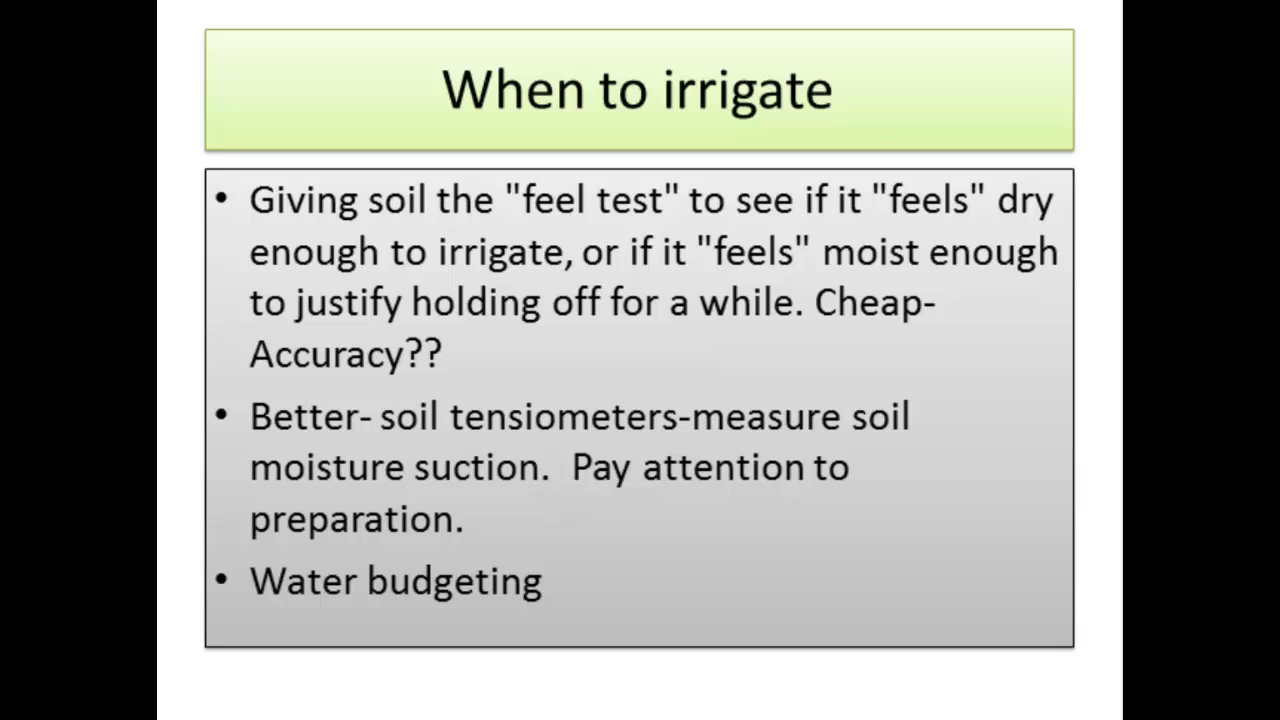 When to irrigate
• Giving soil the "feel test" to see if it "feels" dry
enough to irrigate, or if it "feels" moist enough
to justify holding off for a while. Cheap-
Accuracy??
• Better- soil tensiometers-measure soil
moisture suction.  Pay attention to
preparation.
• Water budgeting